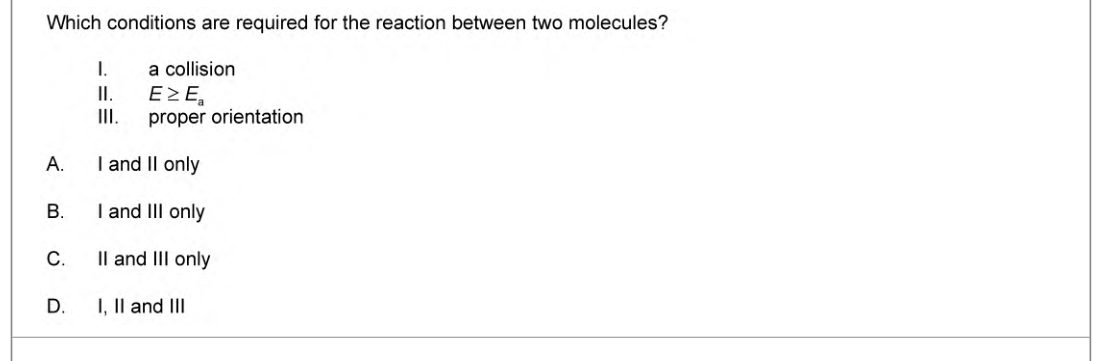 Which conditions are required for the reaction between two molecules?
I. a collision
II. E ≥ Eₐ
III. proper orientation
A. I and II only
B. I and III only
C. II and III only
D. I, II and III